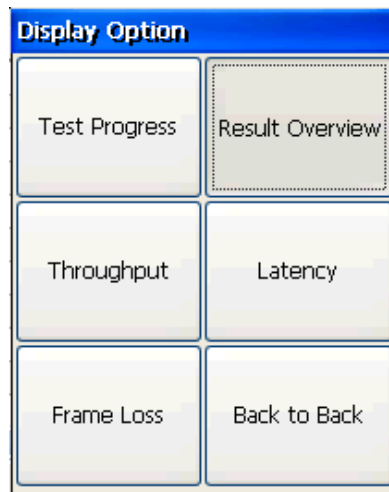 Display Option
Test Progress
Result Overview
Throughput
Latency
Frame Loss
Back to Back